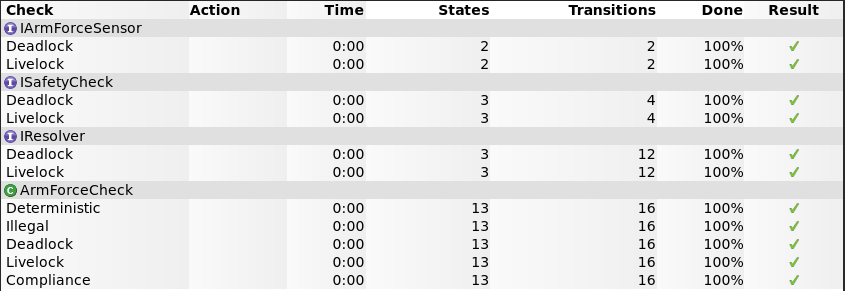 Check Action Time States Transitions Done Result
I IArmForceSensor
Deadlock 0:00 2 2 100% ✔
Livelock 0:00 2 2 100% ✔
I ISafetyCheck
Deadlock 0:00 3 4 100% ✔
Livelock 0:00 3 4 100% ✔
I IResolver
Deadlock 0:00 3 12 100% ✔
Livelock 0:00 3 12 100% ✔
C ArmForceCheck
Deterministic 0:00 13 16 100% ✔
Illegal 0:00 13 16 100% ✔
Deadlock 0:00 13 16 100% ✔
Livelock 0:00 13 16 100% ✔
Compliance 0:00 13 16 100% ✔